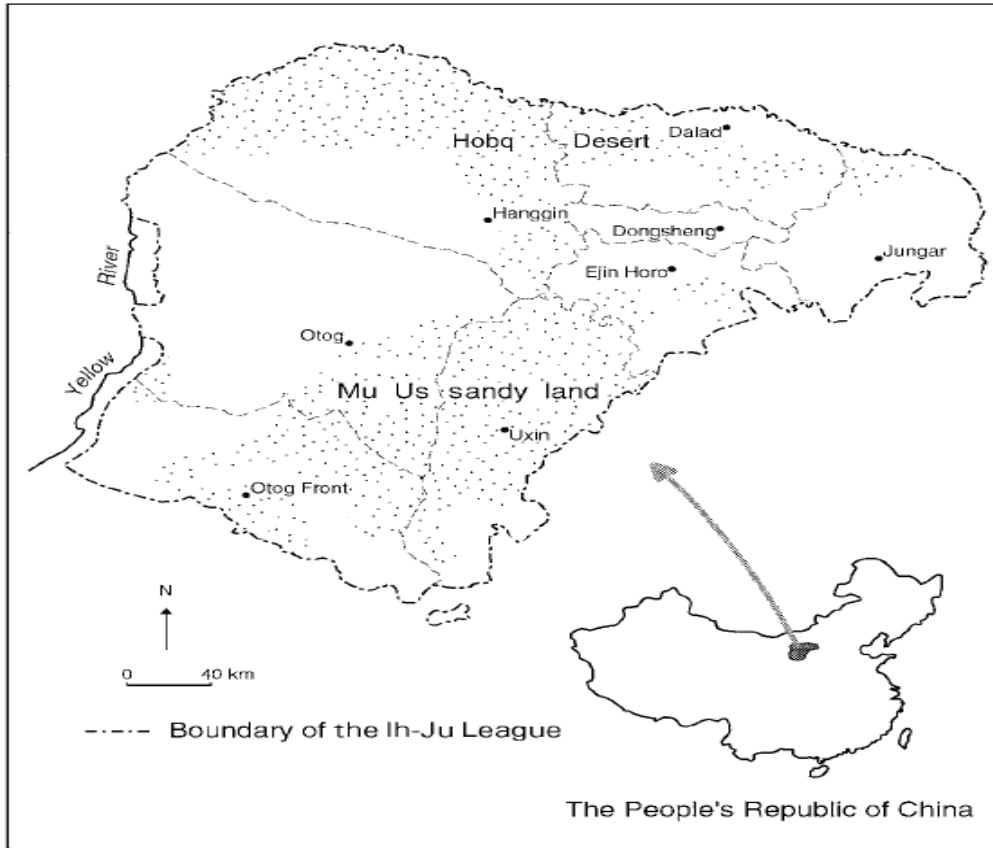 Hobq Desert
Dalad
Hanggin
Dongsheng
Jungar
Ejin Horo
River
Otog
Yellow
Mu Us sandy land
Uxin
Otog Front
N
0 40 km
Boundary of the Ih-Ju League
The People's Republic of China